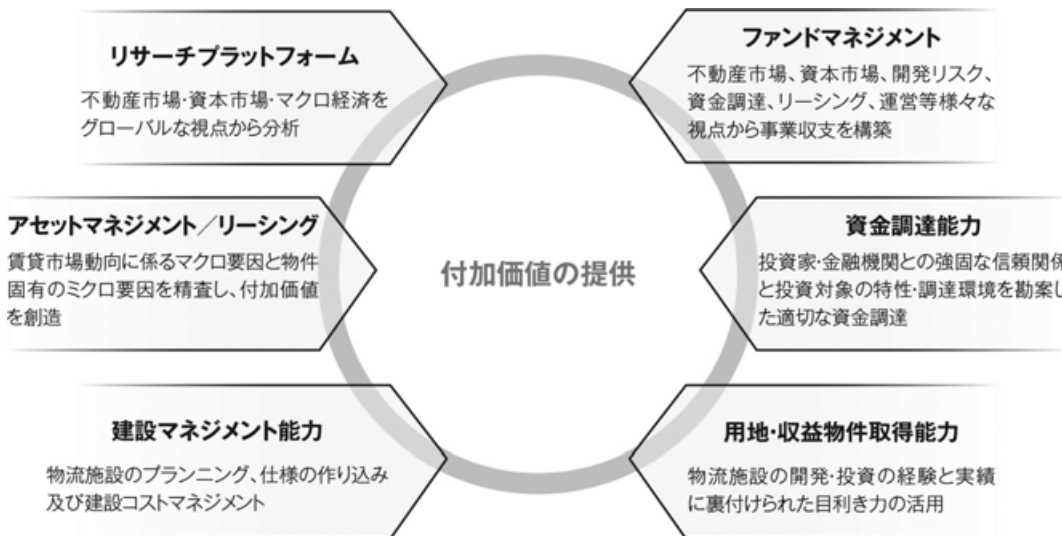 リサーチプラットフォーム
不動産市場・資本市場・マクロ経済を
グローバルな視点から分析
ファンドマネジメント
不動産市場、資本市場、開発リスク、
資金調達、リーシング、運営等様々な
視点から事業収支を構築
アセットマネジメント／リーシング
賃貸市場動向に係るマクロ要因と物件
固有のミクロ要因を精査し、付加価値
を創造
付加価値の提供
資金調達能力
投資家・金融機関との強固な信頼関係
と投資対象の特性・調達環境を勘案し
た適切な資金調達
建設マネジメント能力
物流施設のプランニング、仕様の作り込み
及び建設コストマネジメント
用地・収益物件取得能力
物流施設の開発・投資の経験と実績
に裏付けられた目利き力の活用